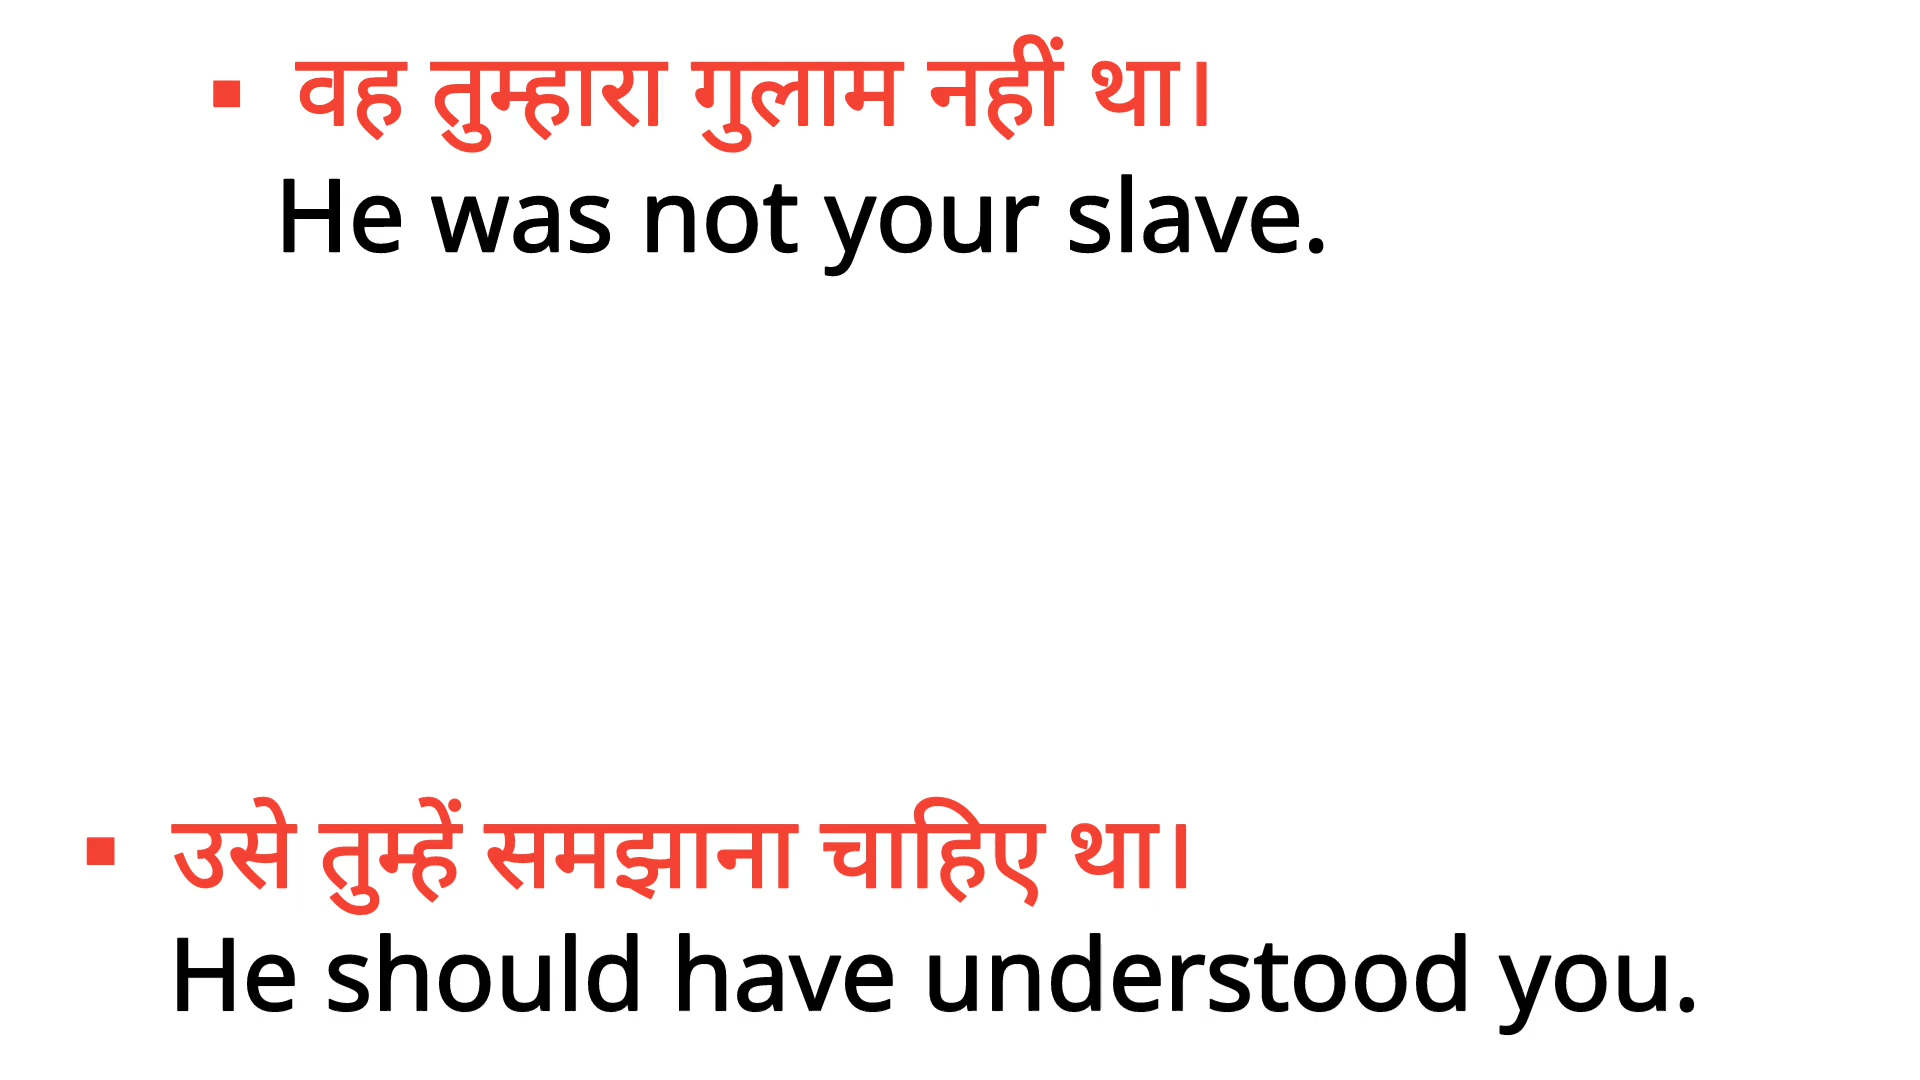 ▪ वह तुम्हारा गुलाम नहीं था।
He was not your slave.
▪ उसे तुम्हें समझाना चाहिए था।
He should have understood you.